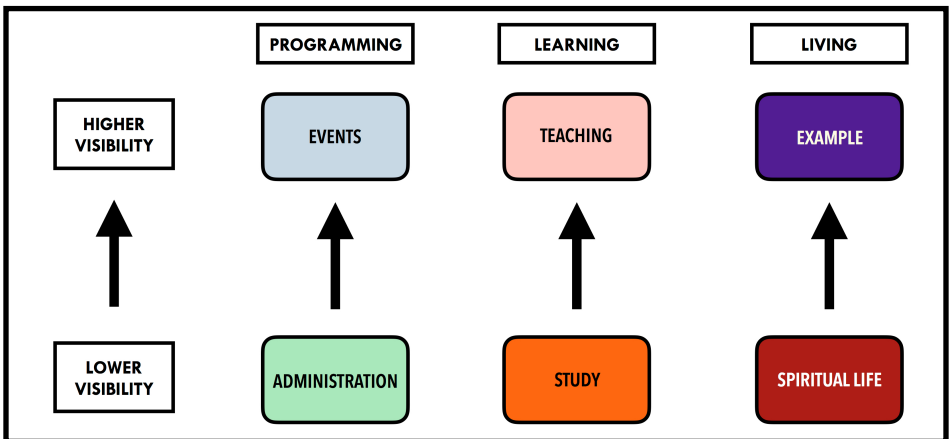 PROGRAMMING
LEARNING
LIVING
HIGHER
VISIBILITY
EVENTS
TEACHING
EXAMPLE
LOWER
VISIBILITY
ADMINISTRATION
STUDY
SPIRITUAL LIFE